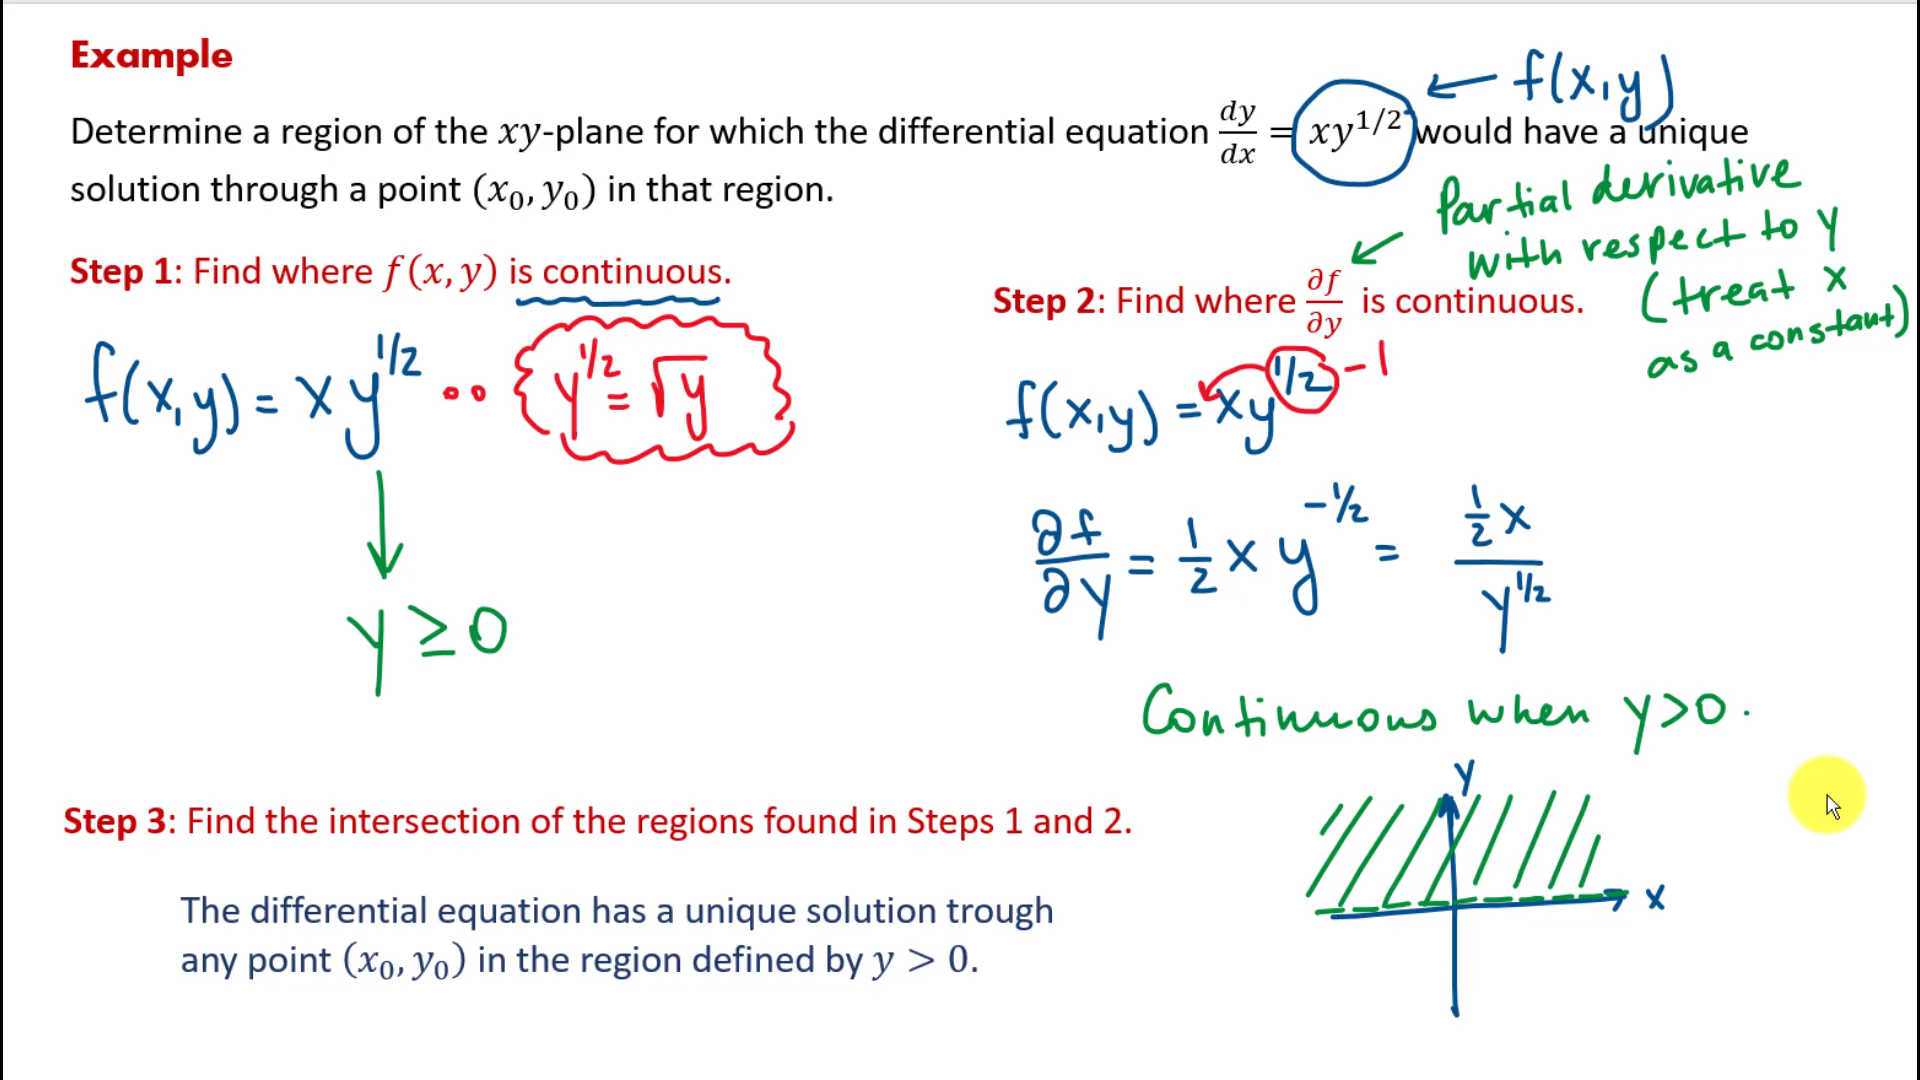 Example
f(x,y)
Determine a region of the xy-plane for which the differential equation dy/dx = xy^{1/2} would have a unique
solution through a point (x₀, y₀) in that region.
Partial derivative
with respect to y
(treat x
as a constant)
Step 1: Find where f(x, y) is continuous.
f(x,y) = x y^{1/2} .. { y^{1/2} = √y
y ≥ 0
Step 2: Find where ∂f/∂y is continuous.
f(x,y) = xy^{1/2 - 1}
∂f/∂y = 1/2 x y^{-1/2} = (1/2 x)/(y^{1/2})
Continuous when y>0.
Step 3: Find the intersection of the regions found in Steps 1 and 2.
The differential equation has a unique solution trough
any point (x₀, y₀) in the region defined by y > 0.
y
x